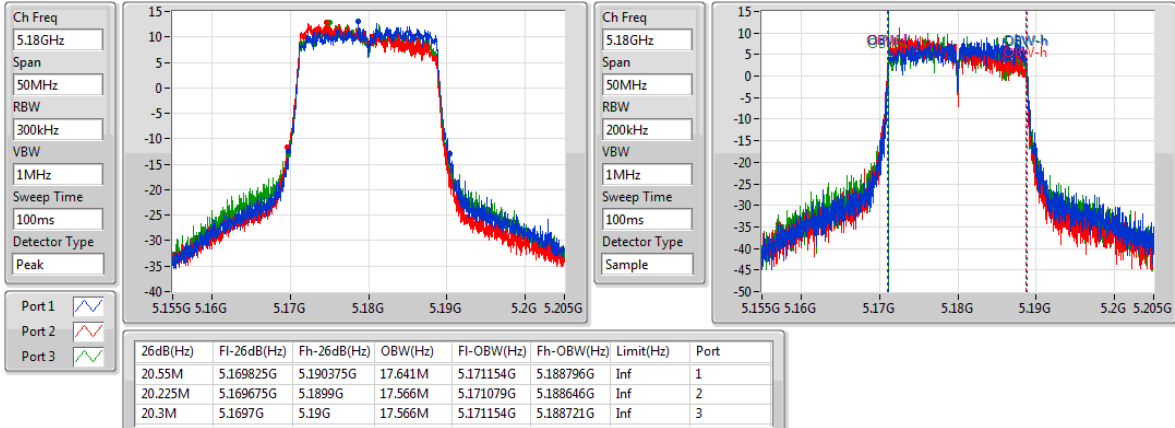 Ch Freq
5.18GHz
Span
50MHz
RBW
300kHz
VBW
1MHz
Sweep Time
100ms
Detector Type
Peak
Port 1
Port 2
Port 3
15
10
5
0
-5
-10
-15
-20
-25
-30
-35
-40
5.155G 5.16G 5.17G 5.18G 5.19G 5.2G 5.205G
Ch Freq
5.18GHz
Span
50MHz
RBW
200kHz
VBW
1MHz
Sweep Time
100ms
Detector Type
Sample
15
10
5
0
-5
-10
-15
-20
-25
-30
-35
-40
-45
-50
OBW-h
OBW-h
5.155G 5.16G 5.17G 5.18G 5.19G 5.2G 5.205G
26dB(Hz) Fl-26dB(Hz) Fh-26dB(Hz) OBW(Hz) Fl-OBW(Hz) Fh-OBW(Hz) Limit(Hz) Port
20.55M 5.169825G 5.190375G 17.641M 5.171154G 5.188796G Inf 1
20.225M 5.169675G 5.1899G 17.566M 5.171079G 5.188646G Inf 2
20.3M 5.1697G 5.19G 17.566M 5.171154G 5.188721G Inf 3